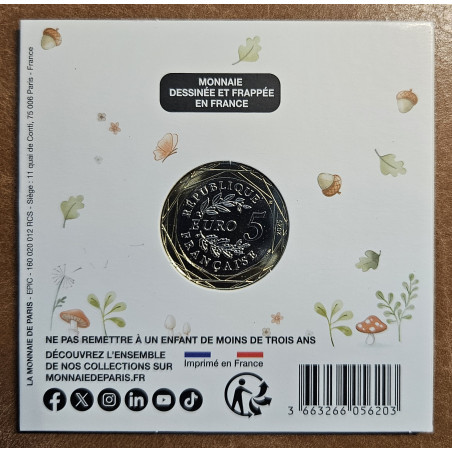 MONNAIE
DESSINÉE ET FRAPPÉE
EN FRANCE
LA MONNAIE DE PARIS - EPIC - 160 020 012 RCS - Siège : 11 quai de Conti, 75 006 Paris - France
RÉPUBLIQUE
EURO 5
FRANÇAISE
NE PAS REMETTRE À UN ENFANT DE MOINS DE TROIS ANS
DÉCOUVREZ L'ENSEMBLE
DE NOS COLLECTIONS SUR
MONNAIEDEPARIS.FR
Imprimé en France
3 663266 056203